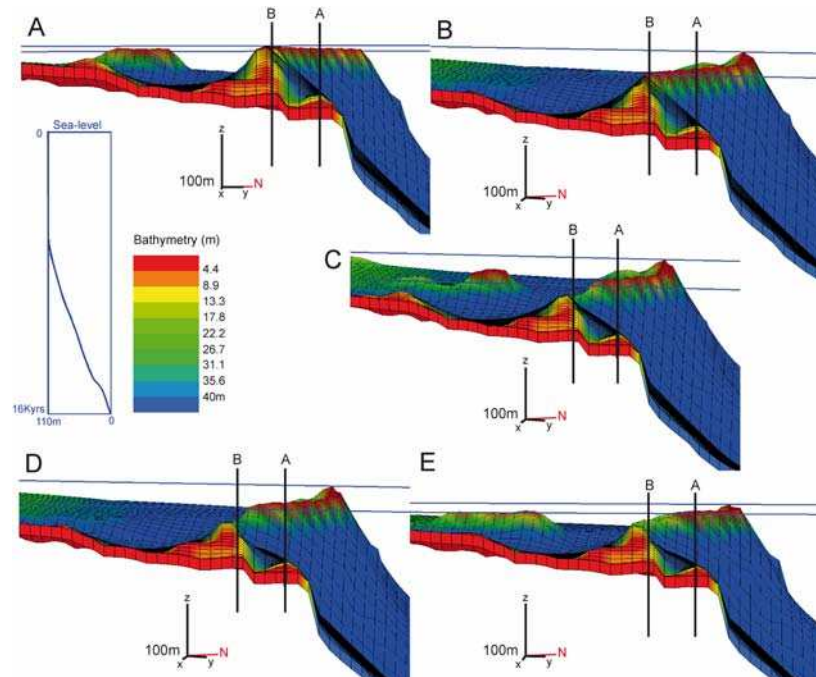 A
B
A
Sea-level
0
16Kyrs
110m
0
Bathymetry (m)
4.4
8.9
13.3
17.8
22.2
26.7
31.1
35.6
40m
z
100m
x
y
N
B
B
A
z
100m
x
y
N
C
B
A
z
100m
x
y
N
D
B
A
z
100m
x
y
N
E
B
A
z
100m
x
y
N